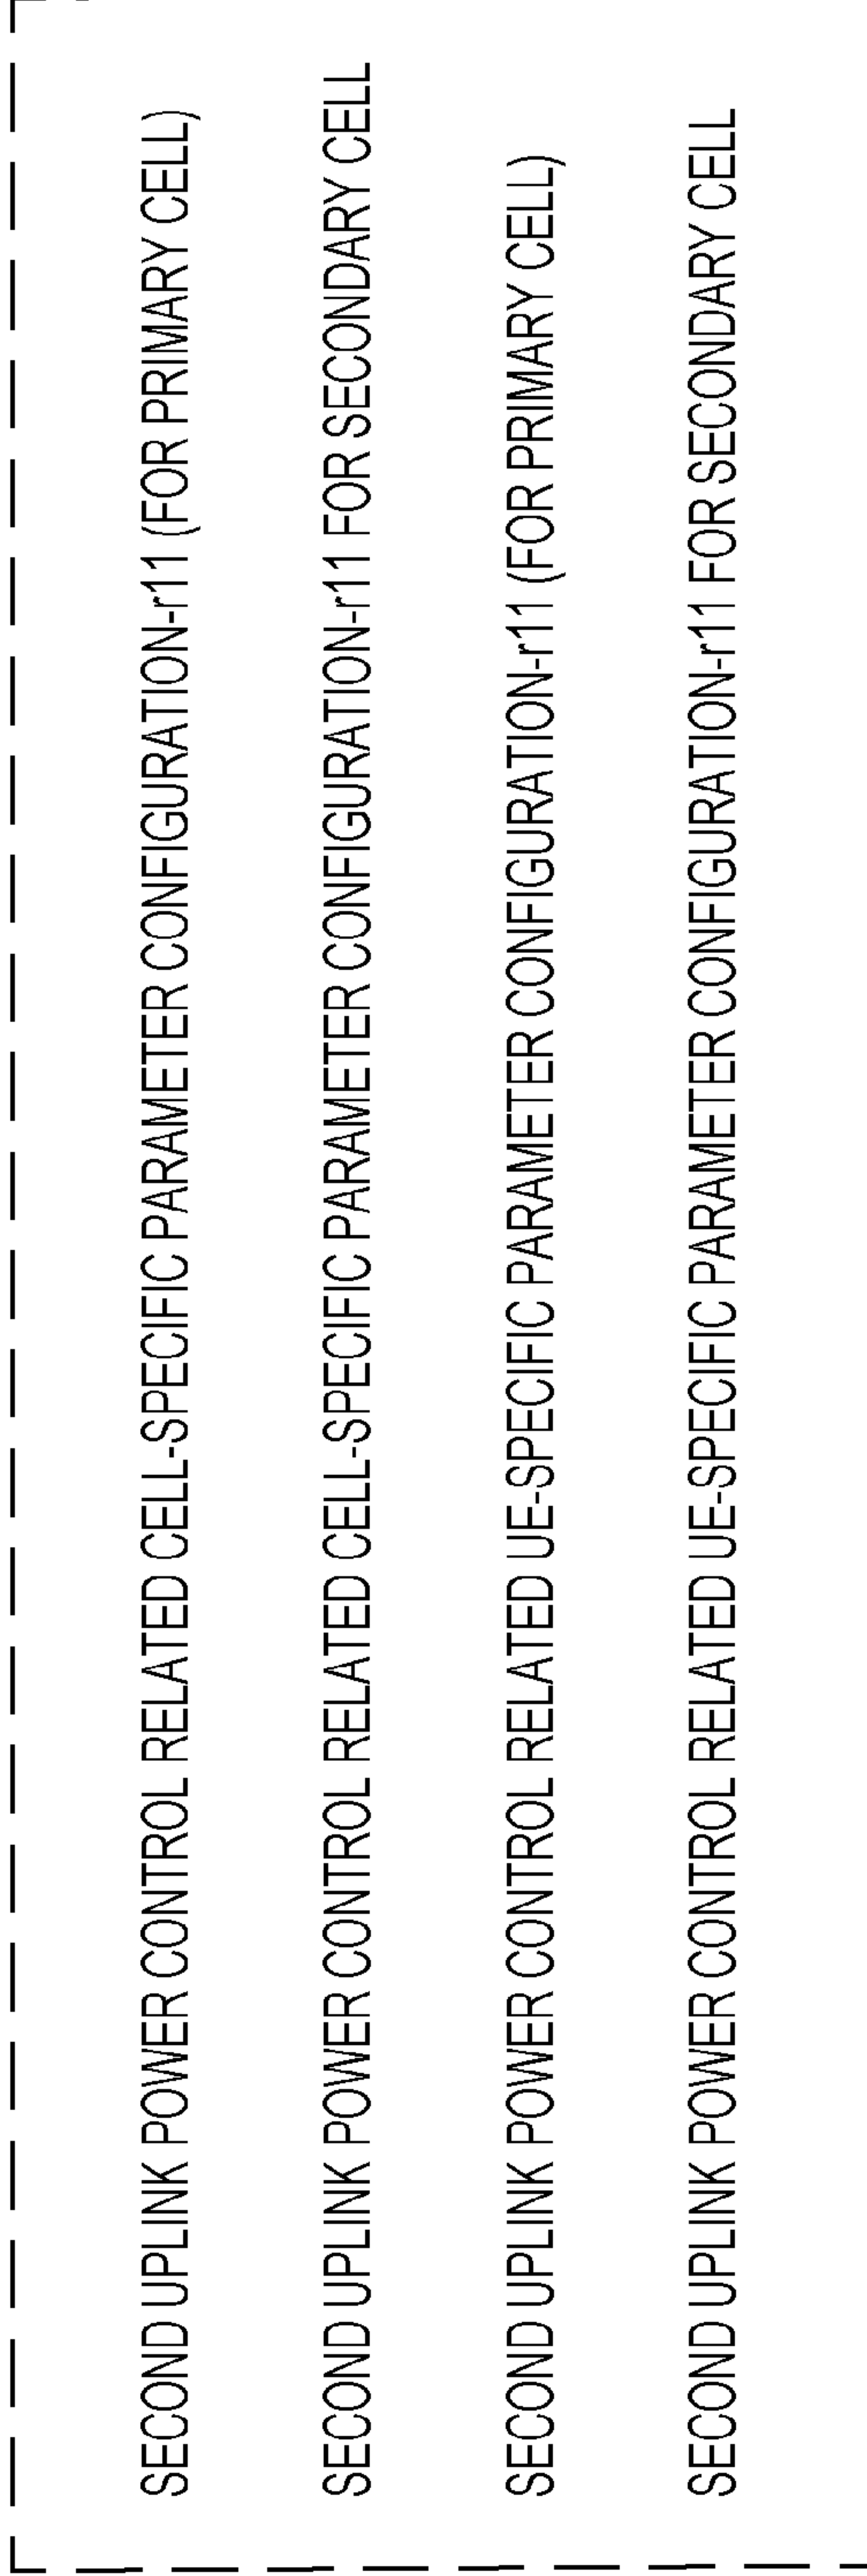 SECOND UPLINK POWER CONTROL RELATED CELL-SPECIFIC PARAMETER CONFIGURATION-r11 (FOR PRIMARY CELL)
SECOND UPLINK POWER CONTROL RELATED CELL-SPECIFIC PARAMETER CONFIGURATION-r11 FOR SECONDARY CELL
SECOND UPLINK POWER CONTROL RELATED UE-SPECIFIC PARAMETER CONFIGURATION-r11 (FOR PRIMARY CELL)
SECOND UPLINK POWER CONTROL RELATED UE-SPECIFIC PARAMETER CONFIGURATION-r11 FOR SECONDARY CELL